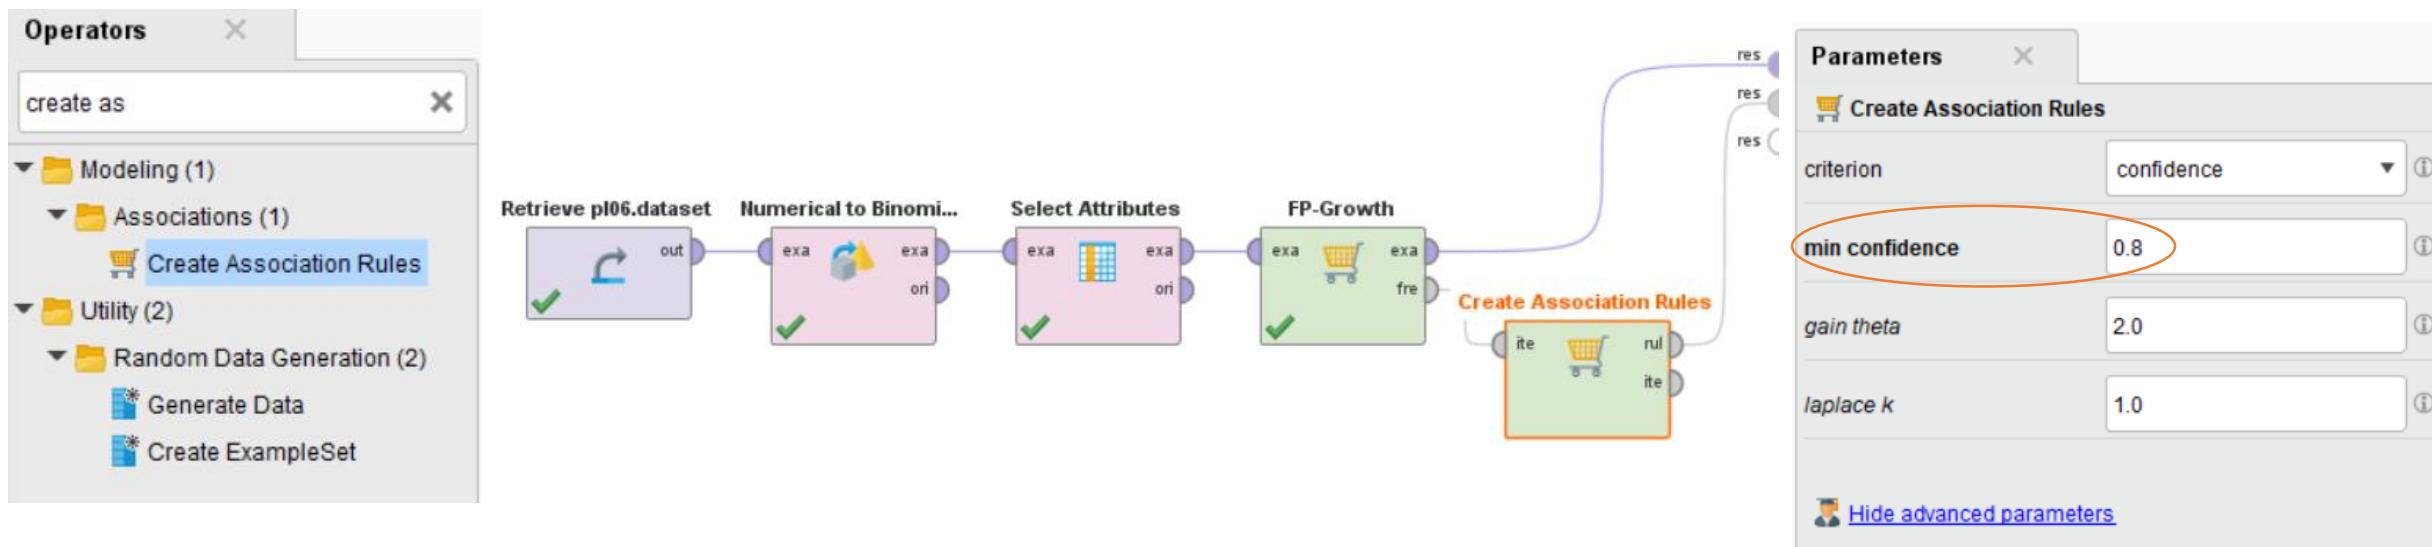 Operators
create as
Modeling (1)
Associations (1)
Create Association Rules
Utility (2)
Random Data Generation (2)
Generate Data
Create ExampleSet
res
res
res
Retrieve pl06.dataset
out
Numerical to Binomi...
exa
exa
ori
Select Attributes
exa
exa
ori
FP-Growth
exa
exa
fre
Create Association Rules
ite
rul
ite
Parameters
Create Association Rules
criterion
confidence
min confidence
0.8
gain theta
2.0
laplace k
1.0
Hide advanced parameters